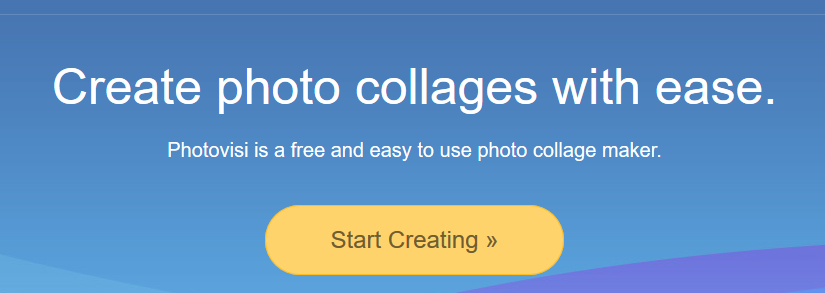 Create photo collages with ease.
Photovisi is a free and easy to use photo collage maker.
Start Creating »